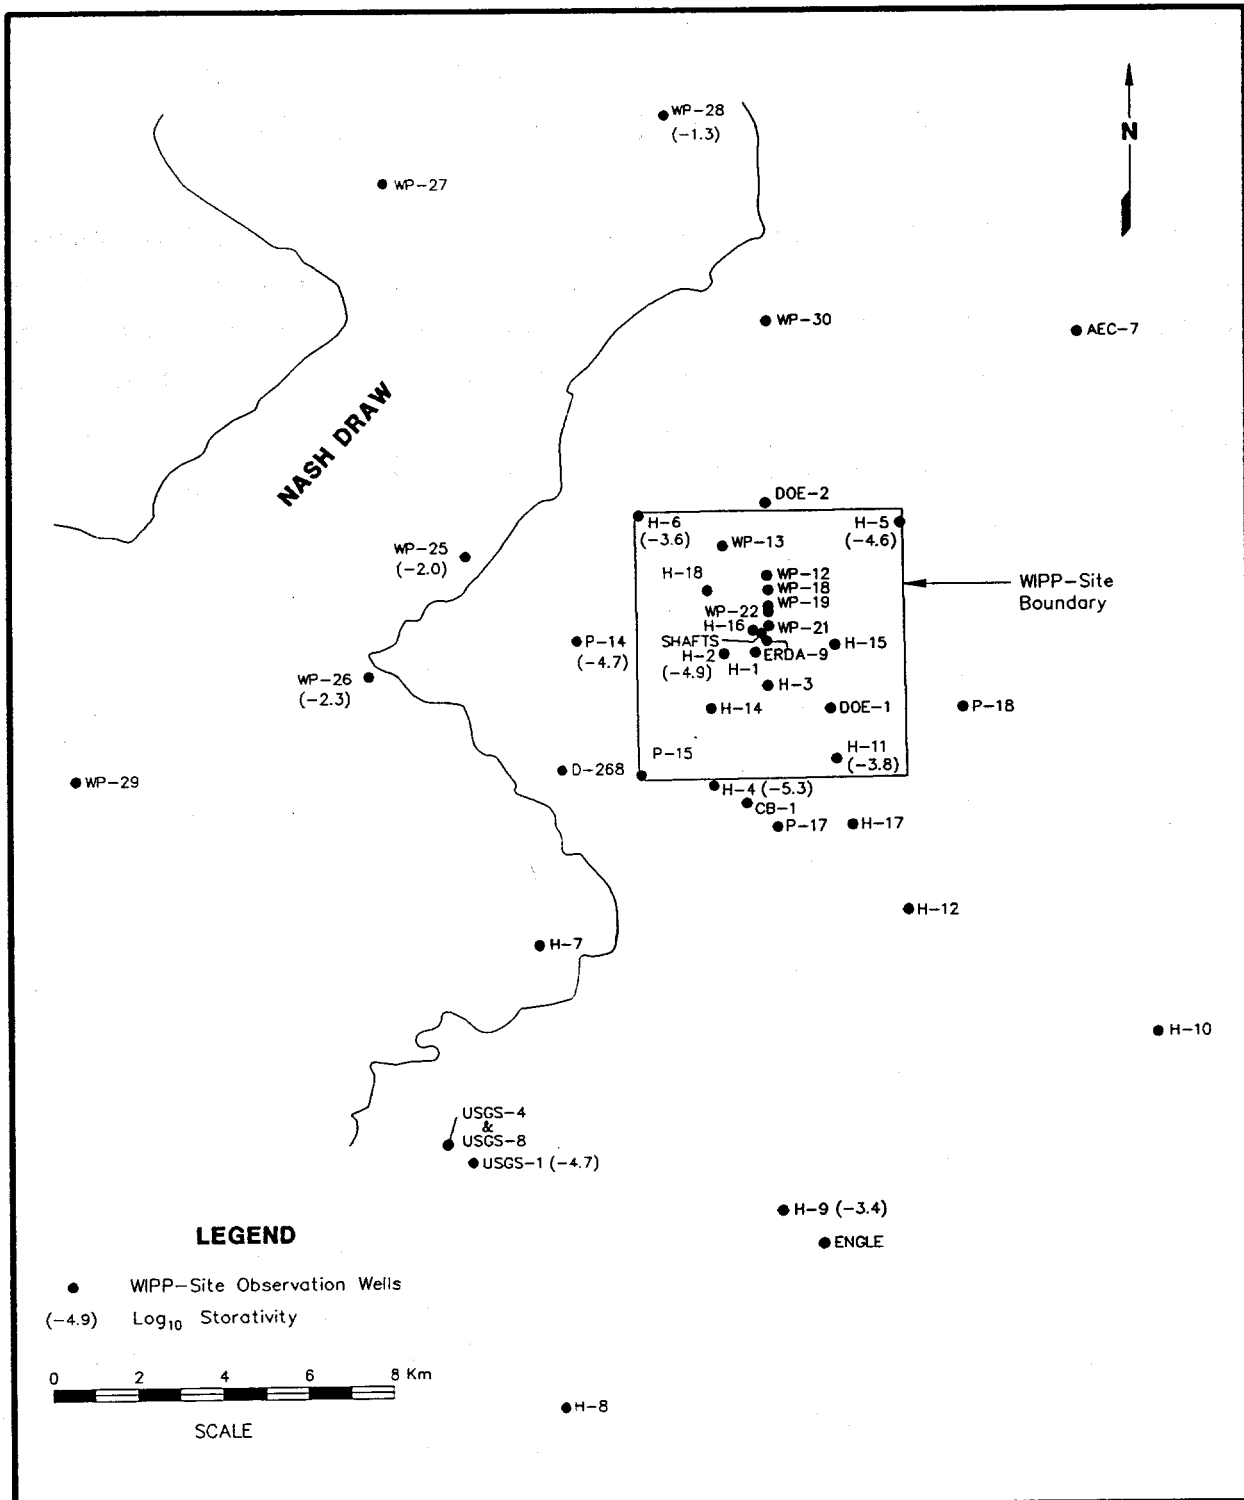 WP-28
(-1.3)
N
WP-27
WP-30
AEC-7
NASH DRAW
DOE-2
H-6
(-3.6)
H-5
(-4.6)
WP-13
WP-25
(-2.0)
H-18
WP-12
WP-18
WP-19
WP-22
H-16
WP-21
WIPP-Site
Boundary
SHAFTS
P-14
(-4.7)
H-2
(-4.9)
H-1
ERDA-9
H-15
WP-26
(-2.3)
H-3
H-14
DOE-1
P-18
P-15
H-11
(-3.8)
WP-29
D-268
H-4 (-5.3)
CB-1
P-17
H-17
H-12
H-7
H-10
USGS-4
&
USGS-8
USGS-1 (-4.7)
H-9 (-3.4)
ENGLE
LEGEND
WIPP-Site Observation Wells
(-4.9) Log10 Storativity
0 2 4 6 8 Km
SCALE
H-8